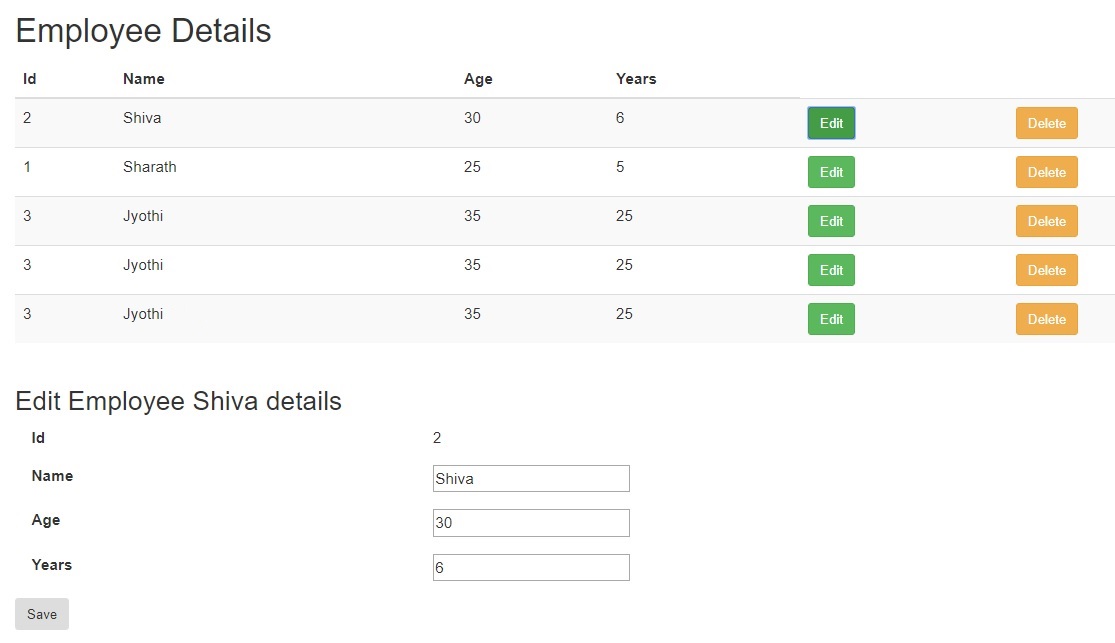 Employee Details
Id Name Age Years
2 Shiva 30 6 Edit Delete
1 Sharath 25 5 Edit Delete
3 Jyothi 35 25 Edit Delete
3 Jyothi 35 25 Edit Delete
3 Jyothi 35 25 Edit Delete
Edit Employee Shiva details
Id 2
Name Shiva
Age 30
Years 6
Save